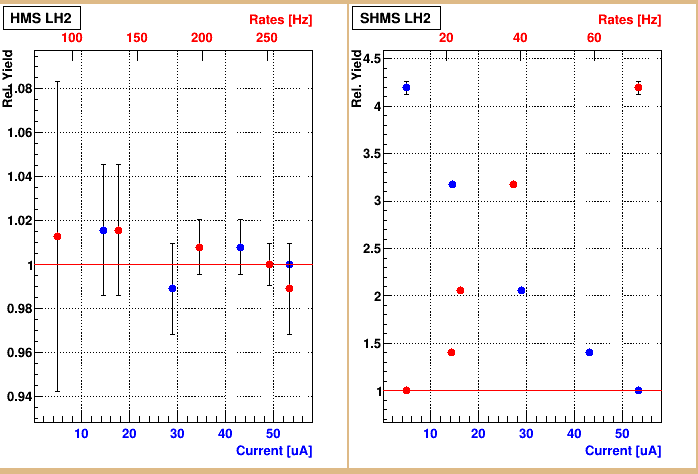 HMS LH2
Rates [Hz]
100 150 200 250
Rel. Yield
1.08
1.06
1.04
1.02
1
0.98
0.96
0.94
10 20 30 40 50
Current [uA]
SHMS LH2
Rates [Hz]
20 40 60
Rel. Yield
4.5
4
3.5
3
2.5
2
1.5
1
10 20 30 40 50
Current [uA]